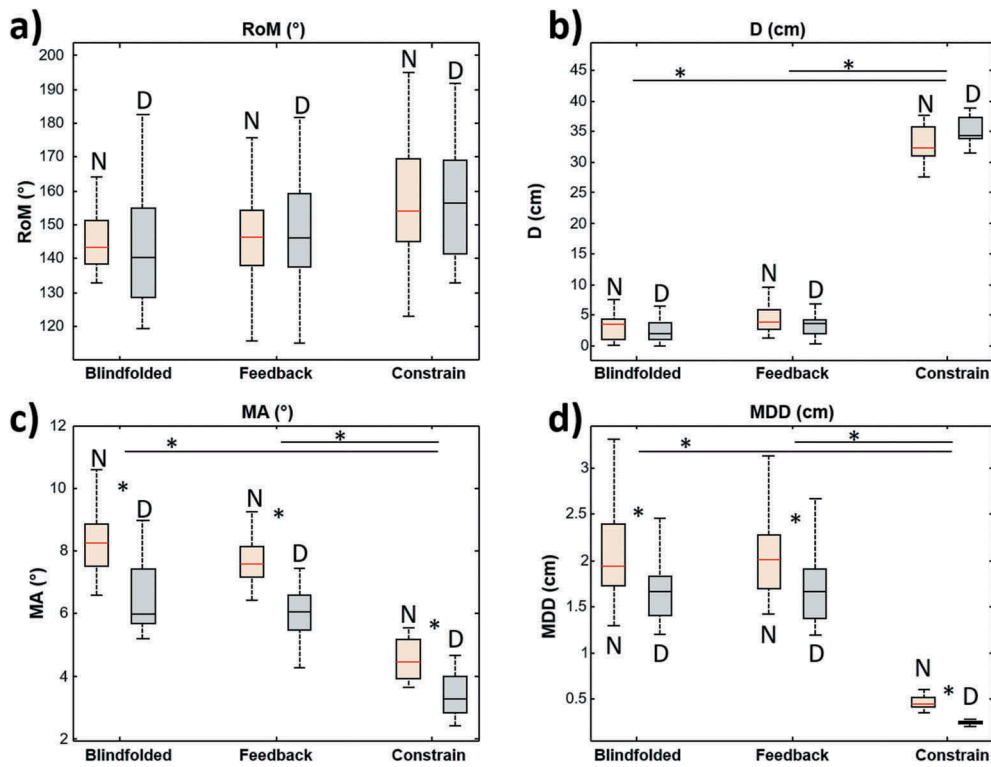 a)
RoM (°)
RoM (°)
200
190
180
170
160
150
140
130
120
N
D
N
D
N
D
Blindfolded
Feedback
Constrain
b)
D (cm)
D (cm)
45
40
35
30
25
20
15
10
5
0
*
*
N
D
N
D
N
D
Blindfolded
Feedback
Constrain
c)
MA (°)
MA (°)
12
10
8
6
4
2
*
*
N
*
D
N
*
D
N
*
D
Blindfolded
Feedback
Constrain
d)
MDD (cm)
MDD (cm)
3
2.5
2
1.5
1
0.5
*
*
N
*
D
N
*
D
N
*
D
Blindfolded
Feedback
Constrain